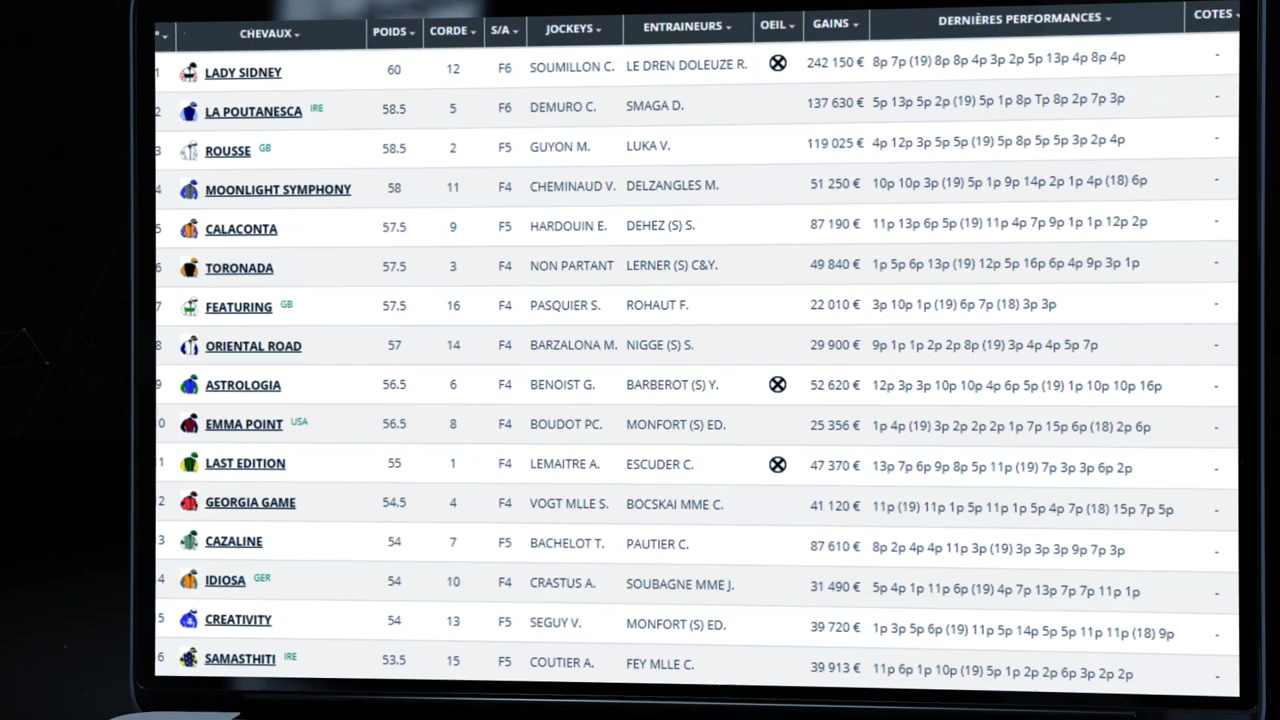 ° CHEVAUX POIDS CORDE S/A JOCKEYS ENTRAINEURS OEIL GAINS DERNIÈRES PERFORMANCES COTES
1 LADY SIDNEY 60 12 F6 SOUMILLON C. LE DREN DOLEUZE R. 242 150 € 8p 7p (19) 8p 8p 4p 3p 2p 5p 13p 4p 8p 4p -
2 LA POUTANESCA IRE 58.5 5 F6 DEMURO C. SMAGA D. 137 630 € 5p 13p 5p 2p (19) 5p 1p 8p Tp 8p 2p 7p 3p -
3 ROUSSE GB 58.5 2 F5 GUYON M. LUKA V. 119 025 € 4p 12p 3p 5p 5p (19) 5p 8p 5p 5p 3p 2p 4p -
4 MOONLIGHT SYMPHONY 58 11 F4 CHEMINAUD V. DELZANGLES M. 51 250 € 10p 10p 3p (19) 5p 1p 9p 14p 2p 1p 4p (18) 6p -
5 CALACONTA 57.5 9 F5 HARDOUIN E. DEHEZ (S) S. 87 190 € 11p 13p 6p 5p (19) 11p 4p 7p 9p 1p 1p 12p 2p -
6 TORONADA 57.5 3 F4 NON PARTANT LERNER (S) C&Y. 49 840 € 1p 5p 6p 13p (19) 12p 5p 16p 6p 4p 9p 3p 1p -
7 FEATURING GB 57.5 16 F4 PASQUIER S. ROHAUT F. 22 010 € 3p 10p 1p (19) 6p 7p (18) 3p 3p -
8 ORIENTAL ROAD 57 14 F4 BARZALONA M. NIGGE (S) S. 29 900 € 9p 1p 1p 2p 2p 8p (19) 3p 4p 4p 5p 7p -
9 ASTROLOGIA 56.5 6 F4 BENOIST G. BARBEROT (S) Y. 52 620 € 12p 3p 3p 10p 10p 4p 6p 5p (19) 1p 10p 10p 16p -
0 EMMA POINT USA 56.5 8 F4 BOUDOT PC. MONFORT (S) ED. 25 356 € 1p 4p (19) 3p 2p 2p 2p 1p 7p 15p 6p (18) 2p 6p -
1 LAST EDITION 55 1 F4 LEMAITRE A. ESCUDER C. 47 370 € 13p 7p 6p 9p 8p 5p 11p (19) 7p 3p 3p 6p 2p -
2 GEORGIA GAME 54.5 4 F4 VOGT MLLE S. BOCSKAI MME C. 41 120 € 11p (19) 11p 1p 5p 11p 1p 5p 4p 7p (18) 15p 7p 5p -
3 CAZALINE 54 7 F5 BACHELOT T. PAUTIER C. 87 610 € 8p 2p 4p 4p 11p 3p (19) 3p 3p 3p 9p 7p 3p -
4 IDIOSA GER 54 10 F4 CRASTUS A. SOUBAGNE MME J. 31 490 € 5p 4p 1p 11p 6p (19) 4p 7p 13p 7p 7p 11p 1p -
5 CREATIVITY 54 13 F5 SEGUY V. MONFORT (S) ED. 39 720 € 1p 3p 5p 6p (19) 11p 5p 14p 5p 5p 11p 11p (18) 9p -
6 SAMASTHITI IRE 53.5 15 F5 COUTIER A. FEY MLLE C. 39 913 € 11p 6p 1p 10p (19) 5p 1p 2p 2p 6p 3p 2p 2p -